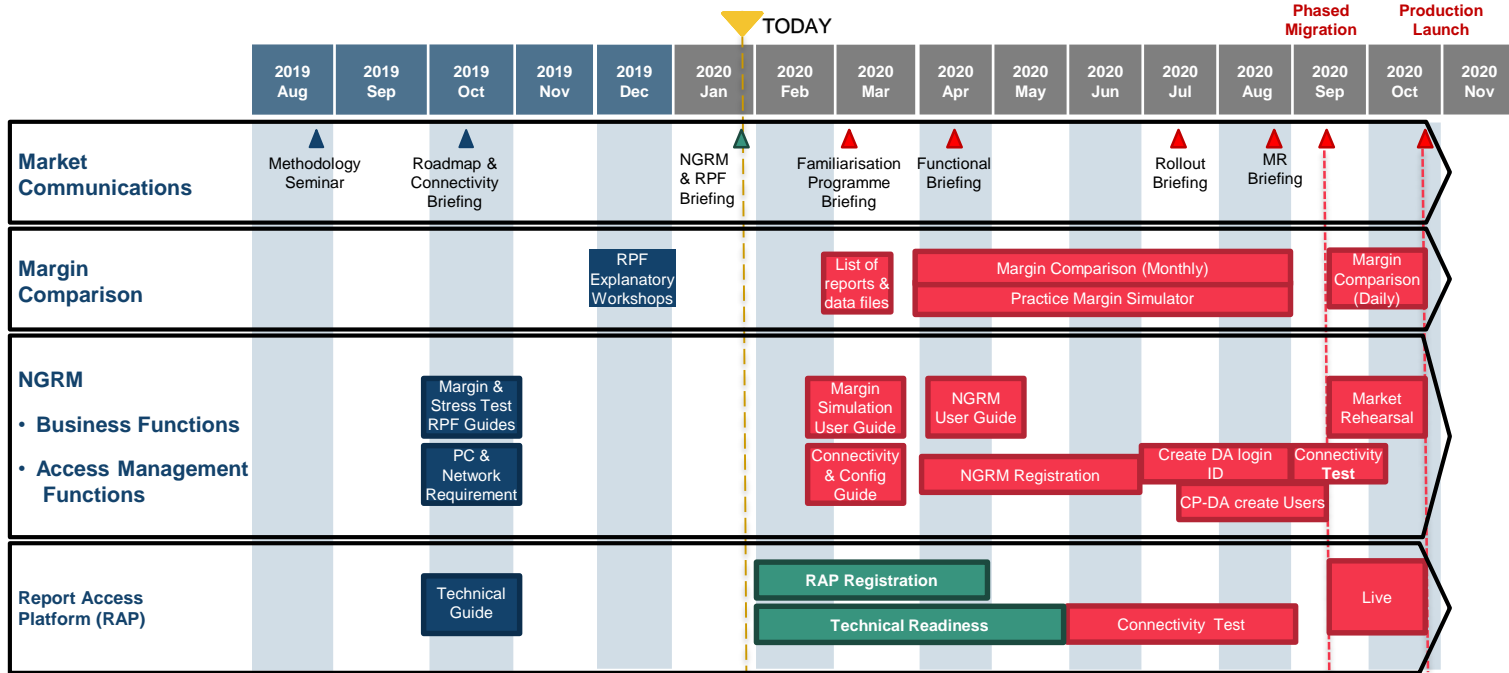 Phased
Migration
Production
Launch
TODAY
2019
Aug
2019
Sep
2019
Oct
2019
Nov
2019
Dec
2020
Jan
2020
Feb
2020
Mar
2020
Apr
2020
May
2020
Jun
2020
Jul
2020
Aug
2020
Sep
2020
Oct
2020
Nov
Market
Communications
Methodology
Seminar
Roadmap &
Connectivity
Briefing
NGRM
& RPF
Briefing
Familiarisation
Programme
Briefing
Functional
Briefing
Rollout
Briefing
MR
Briefing
Margin
Comparison
RPF
Explanatory
Workshops
List of
reports &
data files
Margin Comparison (Monthly)
Practice Margin Simulator
Margin
Comparison
(Daily)
NGRM
• Business Functions
• Access Management
Functions
Margin &
Stress Test
RPF Guides
PC &
Network
Requirement
Margin
Simulation
User Guide
Connectivity
& Config
Guide
NGRM
User Guide
NGRM Registration
Create DA login
ID
CP-DA create Users
Connectivity
Test
Market
Rehearsal
Report Access
Platform (RAP)
Technical
Guide
RAP Registration
Technical Readiness
Connectivity Test
Live